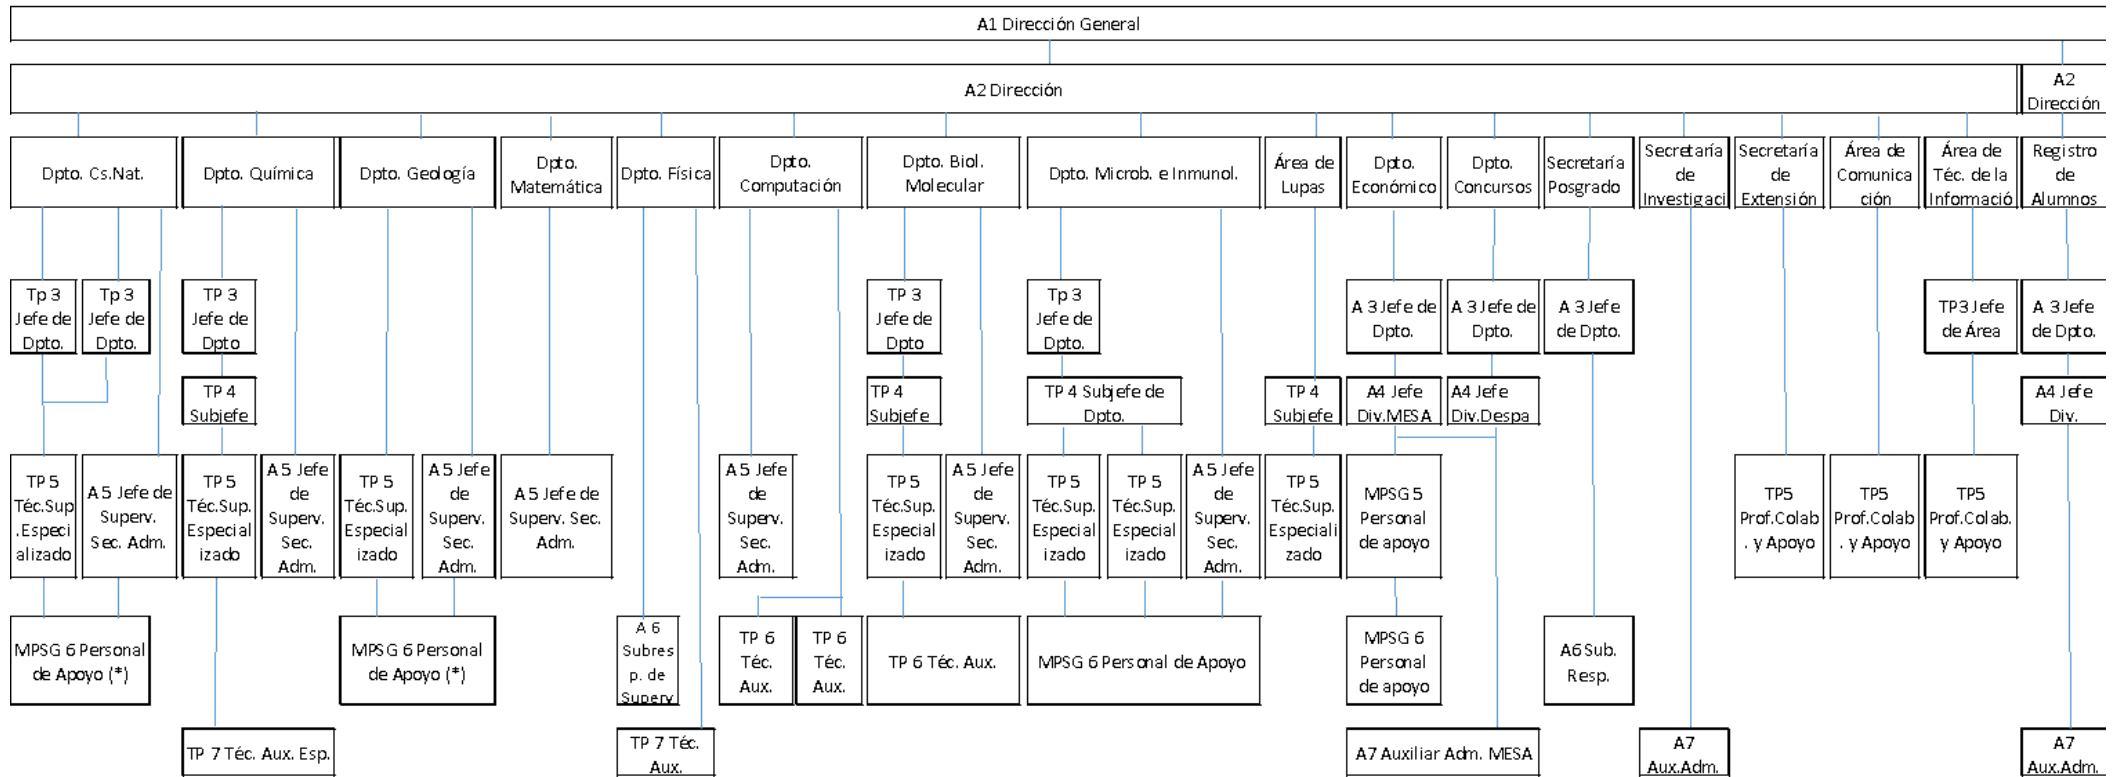 A1 Dirección General
A2 Dirección
A2
Dirección
Dpto. Cs.Nat.
Dpto. Química
Dpto. Geología
Dpto.
Matemática
Dpto. Física
Dpto.
Computación
Dpto. Biol.
Molecular
Dpto. Microb. e Inmunol.
Área de
Lupas
Dpto.
Económico
Dpto.
Concursos
Secretaría
Posgrado
Secretaría
de
Investigaci
Secretaría
de
Extensión
Área de
Comunica
ción
Área de
Téc. de la
Informació
Registro
de
Alumnos
Tp 3
Jefe de
Dpto.
Tp 3
Jefe de
Dpto.
TP 3
Jefe de
Dpto
TP 3
Jefe de
Dpto
Tp 3
Jefe de
Dpto.
A 3 Jefe de
Dpto.
A 3 Jefe de
Dpto.
A 3 Jefe
de Dpto.
TP3 Jefe
de Área
A 3 Jefe
de Dpto.
TP 4
Subjefe
TP 4
Subjefe
TP 4 Subjefe de
Dpto.
TP 4
Subjefe
A4 Jefe
Div.MESA
A4 Jefe
Div.Despa
A4 Jefe
Div.
TP 5
Téc.Sup
.Especi
alizado
A 5 Jefe de
Superv.
Sec. Adm.
TP 5
Téc.Sup.
Especial
izado
A 5 Jefe
de
Superv.
Sec.
Adm.
TP 5
Téc.Sup.
Especial
izado
A 5 Jefe
de
Superv.
Sec.
Adm.
A 5 Jefe de
Superv. Sec.
Adm.
A 5 Jefe
de
Superv.
Sec.
Adm.
TP 5
Téc.Sup.
Especial
izado
A 5 Jefe
de
Superv.
Sec.
Adm.
TP 5
Téc.Sup.
Especial
izado
TP 5
Téc.Sup.
Especial
izado
A 5 Jefe
de
Superv.
Sec.
Adm.
TP 5
Téc.Sup.
Especiali
zado
MPSG 5
Personal
de apoyo
TP5
Prof.Colab
. y Apoyo
TP5
Prof.Colab
. y Apoyo
TP5
Prof.Colab.
y Apoyo
MPSG 6 Personal
de Apoyo (*)
MPSG 6 Personal
de Apoyo (*)
A 6
Subres
p. de
Superv
TP 6
Téc.
Aux.
TP 6
Téc.
Aux.
TP 6 Téc. Aux.
MPSG 6 Personal de Apoyo
MPSG 6
Personal
de apoyo
A6 Sub.
Resp.
TP 7 Téc. Aux. Esp.
TP 7 Téc.
Aux.
A7 Auxiliar Adm. MESA
A7
Aux.Adm.
A7
Aux.Adm.